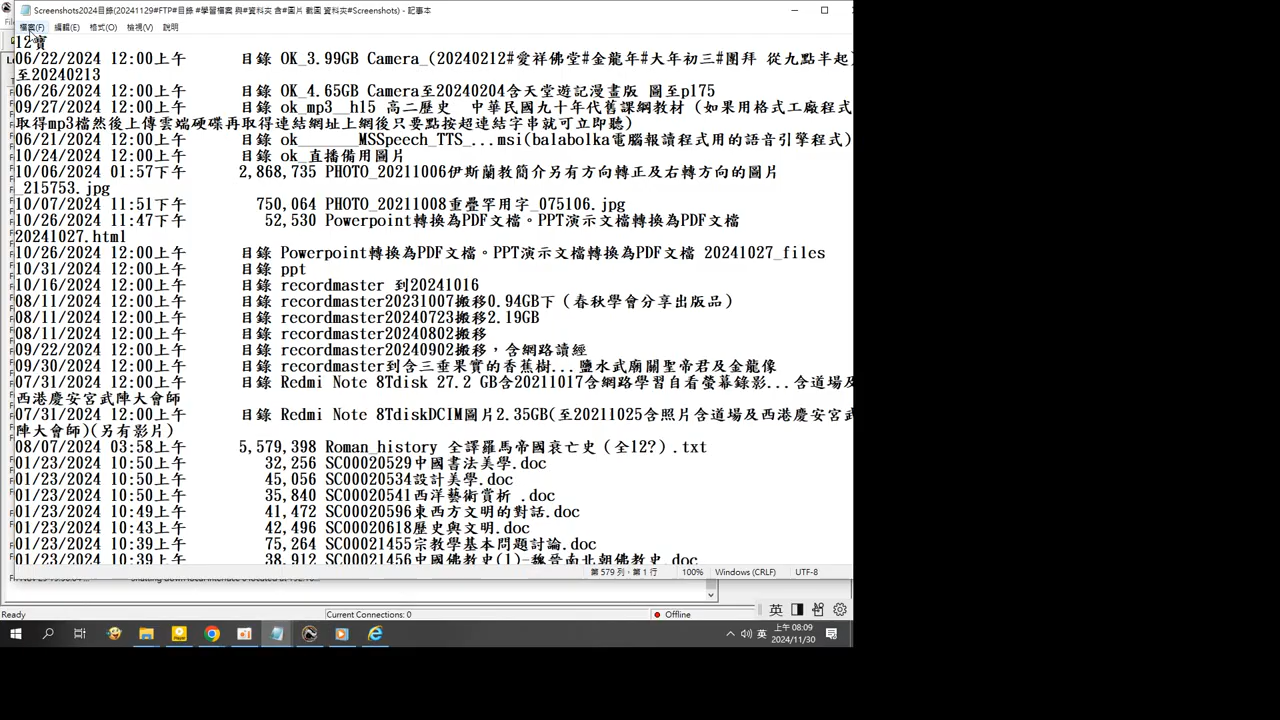 Screenshots2024目錄(20241129#FTP#目錄 #學習檔案 與#資料夾 含#圖片 截圖 資料夾#Screenshots) - 記事本
檔案(F) 編輯(E) 格式(O) 檢視(V) 說明
12寶
06/22/2024 12:00上午 目錄 OK_3.99GB Camera_(20240212#愛祥佛堂#金龍年#大年初三#團拜 從九點半起)
至20240213
06/26/2024 12:00上午 目錄 OK_4.65GB Camera至20240204含天堂遊記漫畫版 圖至p175
09/27/2024 12:00上午 目錄 ok_mp3__h15 高二歷史 中華民國九十年代舊課綱教材 (如果用格式工廠程式
取得mp3檔然後上傳雲端硬碟再取得連結網址上網後只要點按超連結字串就可立即聽)
06/21/2024 12:00上午 目錄 ok_______MSSpeech_TTS_...msi(balabolka電腦報讀程式用的語音引擎程式)
10/24/2024 12:00上午 目錄 ok_直播備用圖片
10/06/2024 01:57下午 2,868,735 PHOTO_20211006伊斯蘭教簡介另有方向轉正及右轉方向的圖片
_215753.jpg
10/07/2024 11:51下午 750,064 PHOTO_20211008重疊罕用字_075106.jpg
10/26/2024 11:47下午 52,530 Powerpoint轉換為PDF文檔。PPT演示文檔轉換為PDF文檔
20241027.html
10/26/2024 12:00上午 目錄 Powerpoint轉換為PDF文檔。PPT演示文檔轉換為PDF文檔 20241027_files
10/31/2024 12:00上午 目錄 ppt
10/16/2024 12:00上午 目錄 recordmaster 到20241016
08/11/2024 12:00上午 目錄 recordmaster20231007搬移0.94GB下（春秋學會分享出版品）
08/11/2024 12:00上午 目錄 recordmaster20240723搬移2.19GB
08/11/2024 12:00上午 目錄 recordmaster20240802搬移
09/22/2024 12:00上午 目錄 recordmaster20240902搬移，含網路讀經
09/30/2024 12:00上午 目錄 recordmaster到含三垂果實的香蕉樹...鹽水武廟關聖帝君及金龍像
07/31/2024 12:00上午 目錄 Redmi Note 8Tdisk 27.2 GB含20211017含網路學習自看螢幕錄影...含道場及
西港慶安宮武陣大會師
07/31/2024 12:00上午 目錄 Redmi Note 8TdiskDCIM圖片2.35GB(至20211025含照片含道場及西港慶安宮武
陣大會師)(另有影片)
08/07/2024 03:58上午 5,579,398 Roman_history 全譯羅馬帝國衰亡史（全12?）.txt
01/23/2024 10:50上午 32,256 SC00020529中國書法美學.doc
01/23/2024 10:50上午 45,056 SC00020534設計美學.doc
01/23/2024 10:50上午 35,840 SC00020541西洋藝術賞析 .doc
01/23/2024 10:49上午 41,472 SC00020596東西方文明的對話.doc
01/23/2024 10:43上午 42,496 SC00020618歷史與文明.doc
01/23/2024 10:39上午 75,264 SC00021455宗教學基本問題討論.doc
01/23/2024 10:39上午 38,912 SC00021456中國佛教史(1)-魏晉南北朝佛教史.doc
第 579 列，第 1 行 100% Windows (CRLF) UTF-8
Ready Current Connections: 0 Offline
英
英 上午 08:09
2024/11/30